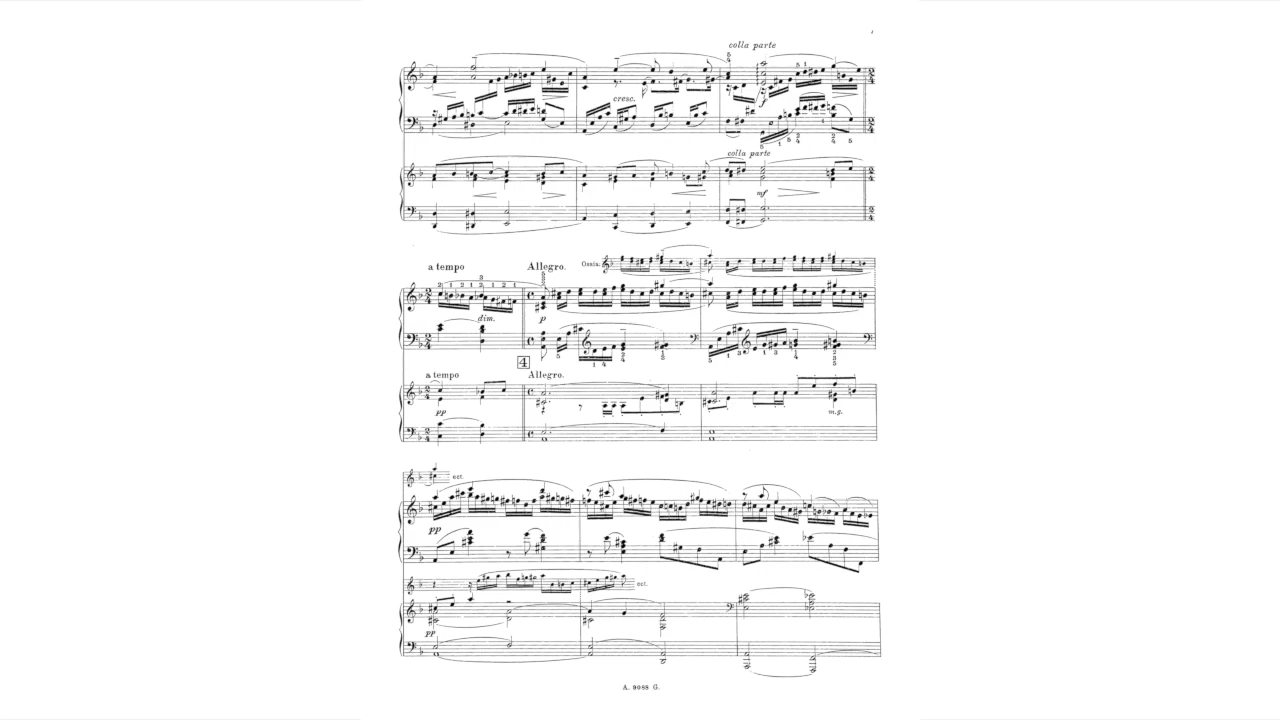 colla parte
cresc.
f
colla parte
mf
a tempo
Allegro.
Ossia:
dim.
p
4
a tempo
Allegro.
pp
m.g.
ect.
pp
ect.
pp
A. 9088 G.